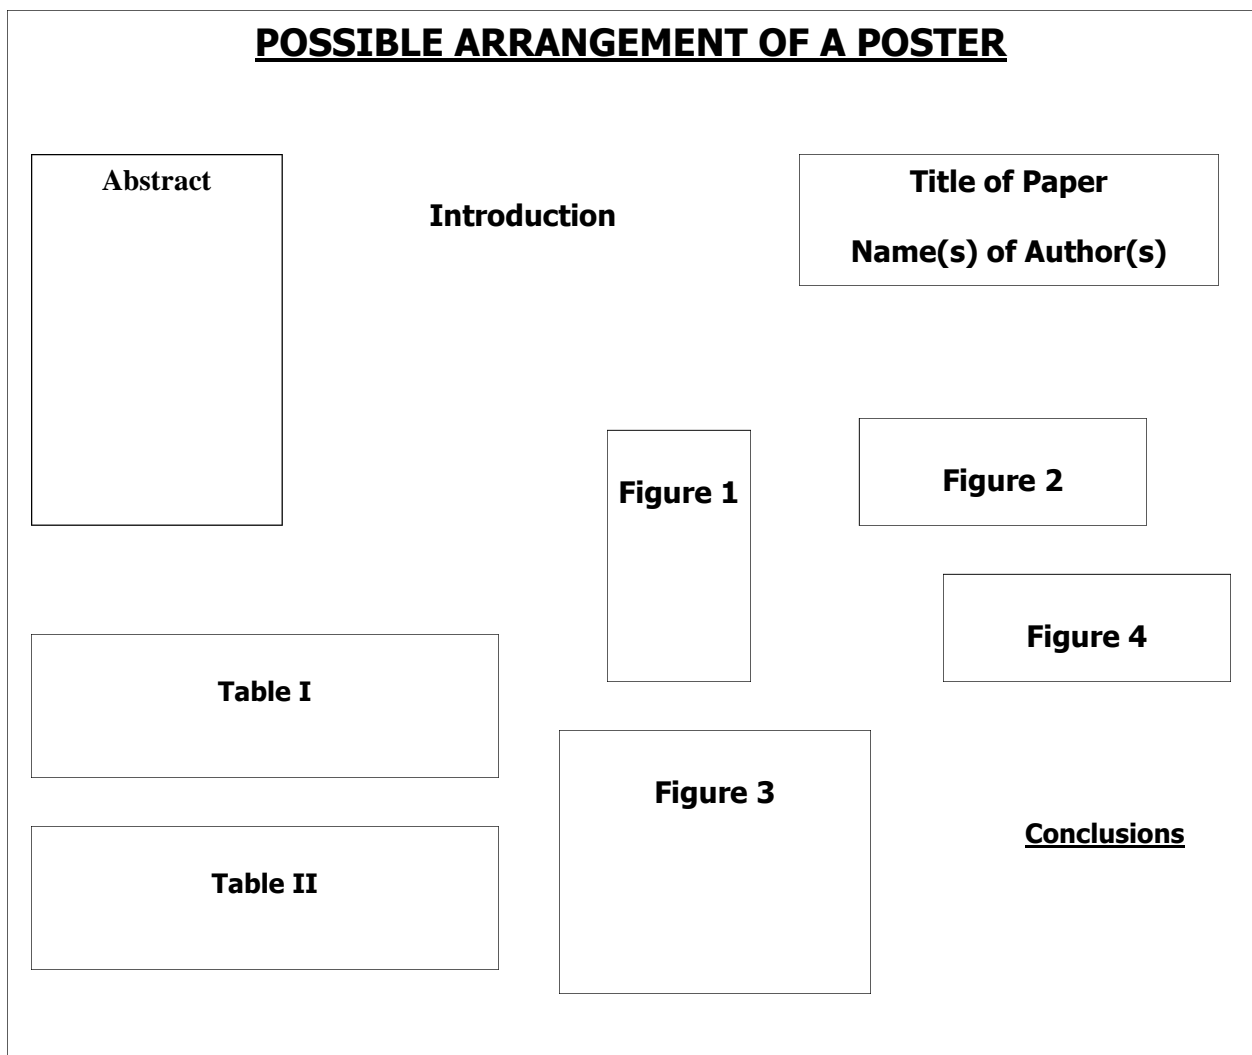 POSSIBLE ARRANGEMENT OF A POSTER
Abstract
Introduction
Title of Paper
Name(s) of Author(s)
Figure 1
Figure 2
Figure 4
Table I
Figure 3
Conclusions
Table II